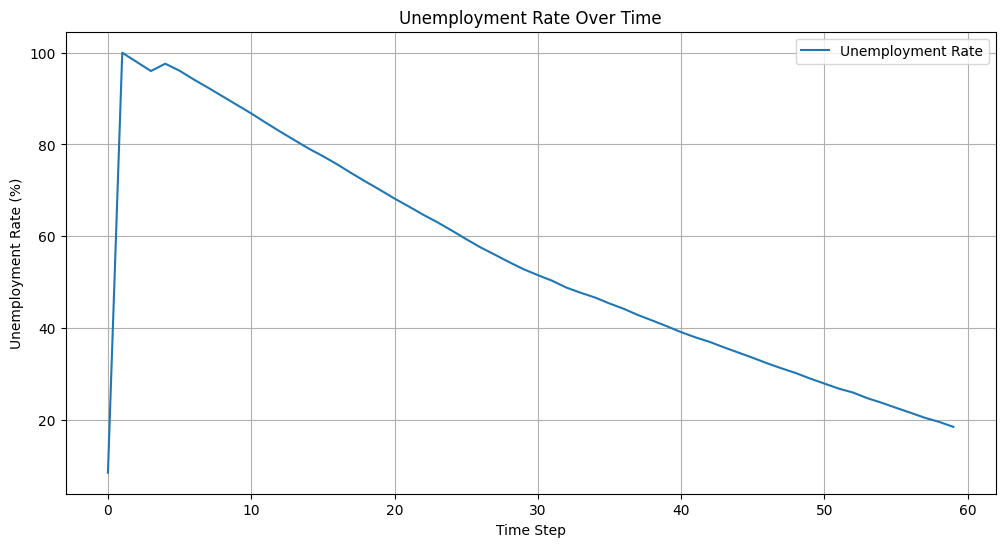 Unemployment Rate Over Time
Unemployment Rate
Unemployment Rate (%)
100
80
60
40
20
0 10 20 30 40 50 60
Time Step